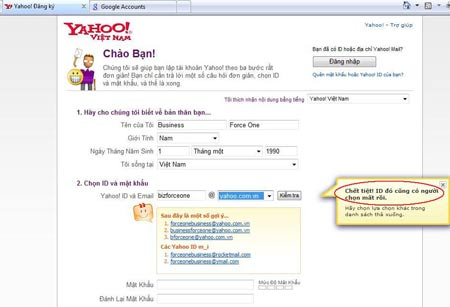 Yahoo! Đăng ký
Google Accounts
YAHOO!
VIỆT NAM
Yahoo! - Trợ giúp
Chào Bạn!
Chúng tôi sẽ giúp bạn lập tài khoản Yahoo! theo ba bước rất
đơn giản! Bạn chỉ cần trả lời một số câu hỏi đơn giản, chọn ID
và mật khẩu, và thế là xong.
Bạn đã có ID hoặc địa chỉ Yahoo! Mail?
Đăng nhập
Quên mật khẩu hoặc Yahoo! ID của bạn?
Tôi thích nhận nội dung bằng tiếng
Yahoo! Việt Nam
1. Hãy cho chúng tôi biết về bản thân bạn...
Tên của Tôi Business Force One
Giới Tính Nam
Ngày Tháng Năm Sinh 1 Tháng một 1990
Tôi sống tại Việt Nam
2. Chọn ID và mật khẩu
Yahoo! ID và Email bizforceone @ yahoo.com.vn Kiểm tra
Chết tiệt! ID đó cũng có người
chọn mất rồi.
Hãy chọn lựa chọn khác trong
danh sách thả xuống.
Sau đây là một số gợi ý...
1. forceonebusiness@yahoo.com.vn
2. businessforceone@yahoo.com.vn
3. bforceone@yahoo.com.vn
Các Yahoo ID m_i
1. forceonebusiness@rocketmail.com
2. forceonebusiness@ymail.com
Mật Khẩu Mức Độ Mật Khẩu
Đánh Lại Mật Khẩu